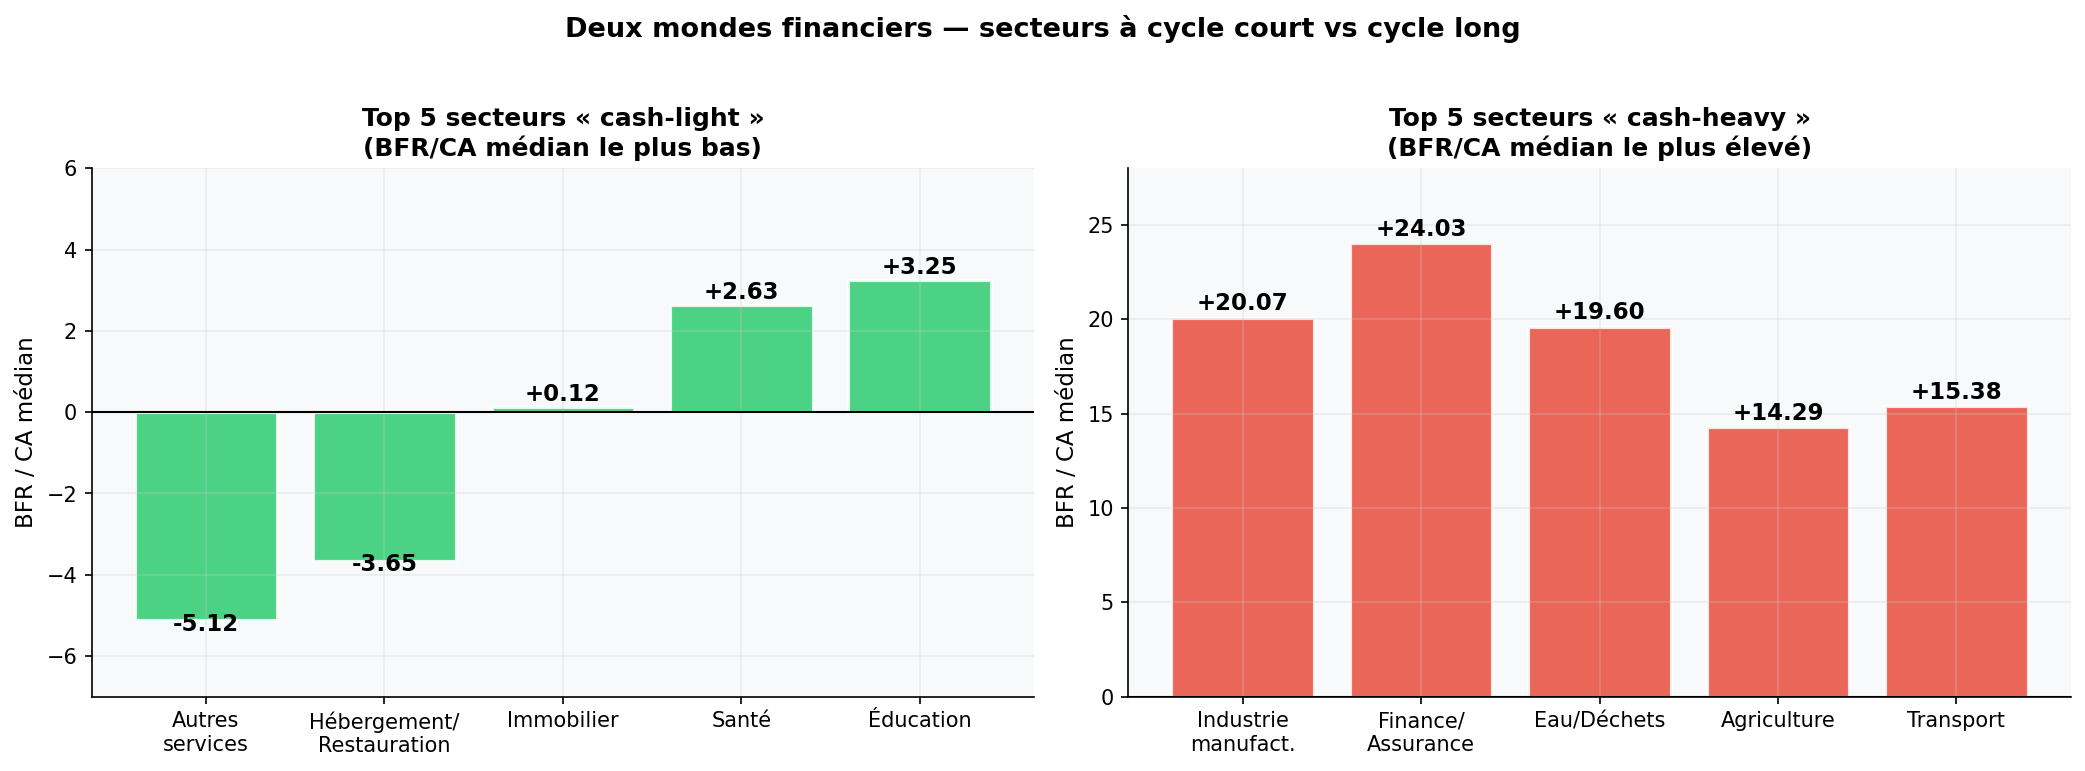 Deux mondes financiers — secteurs à cycle court vs cycle long
Top 5 secteurs « cash-light »
(BFR/CA médian le plus bas)
BFR / CA médian
6
4
2
0
−2
−4
−6
-5.12
-3.65
+0.12
+2.63
+3.25
Autres
services
Hébergement/
Restauration
Immobilier
Santé
Éducation
Top 5 secteurs « cash-heavy »
(BFR/CA médian le plus élevé)
BFR / CA médian
25
20
15
10
5
0
+20.07
+24.03
+19.60
+14.29
+15.38
Industrie
manufact.
Finance/
Assurance
Eau/Déchets
Agriculture
Transport